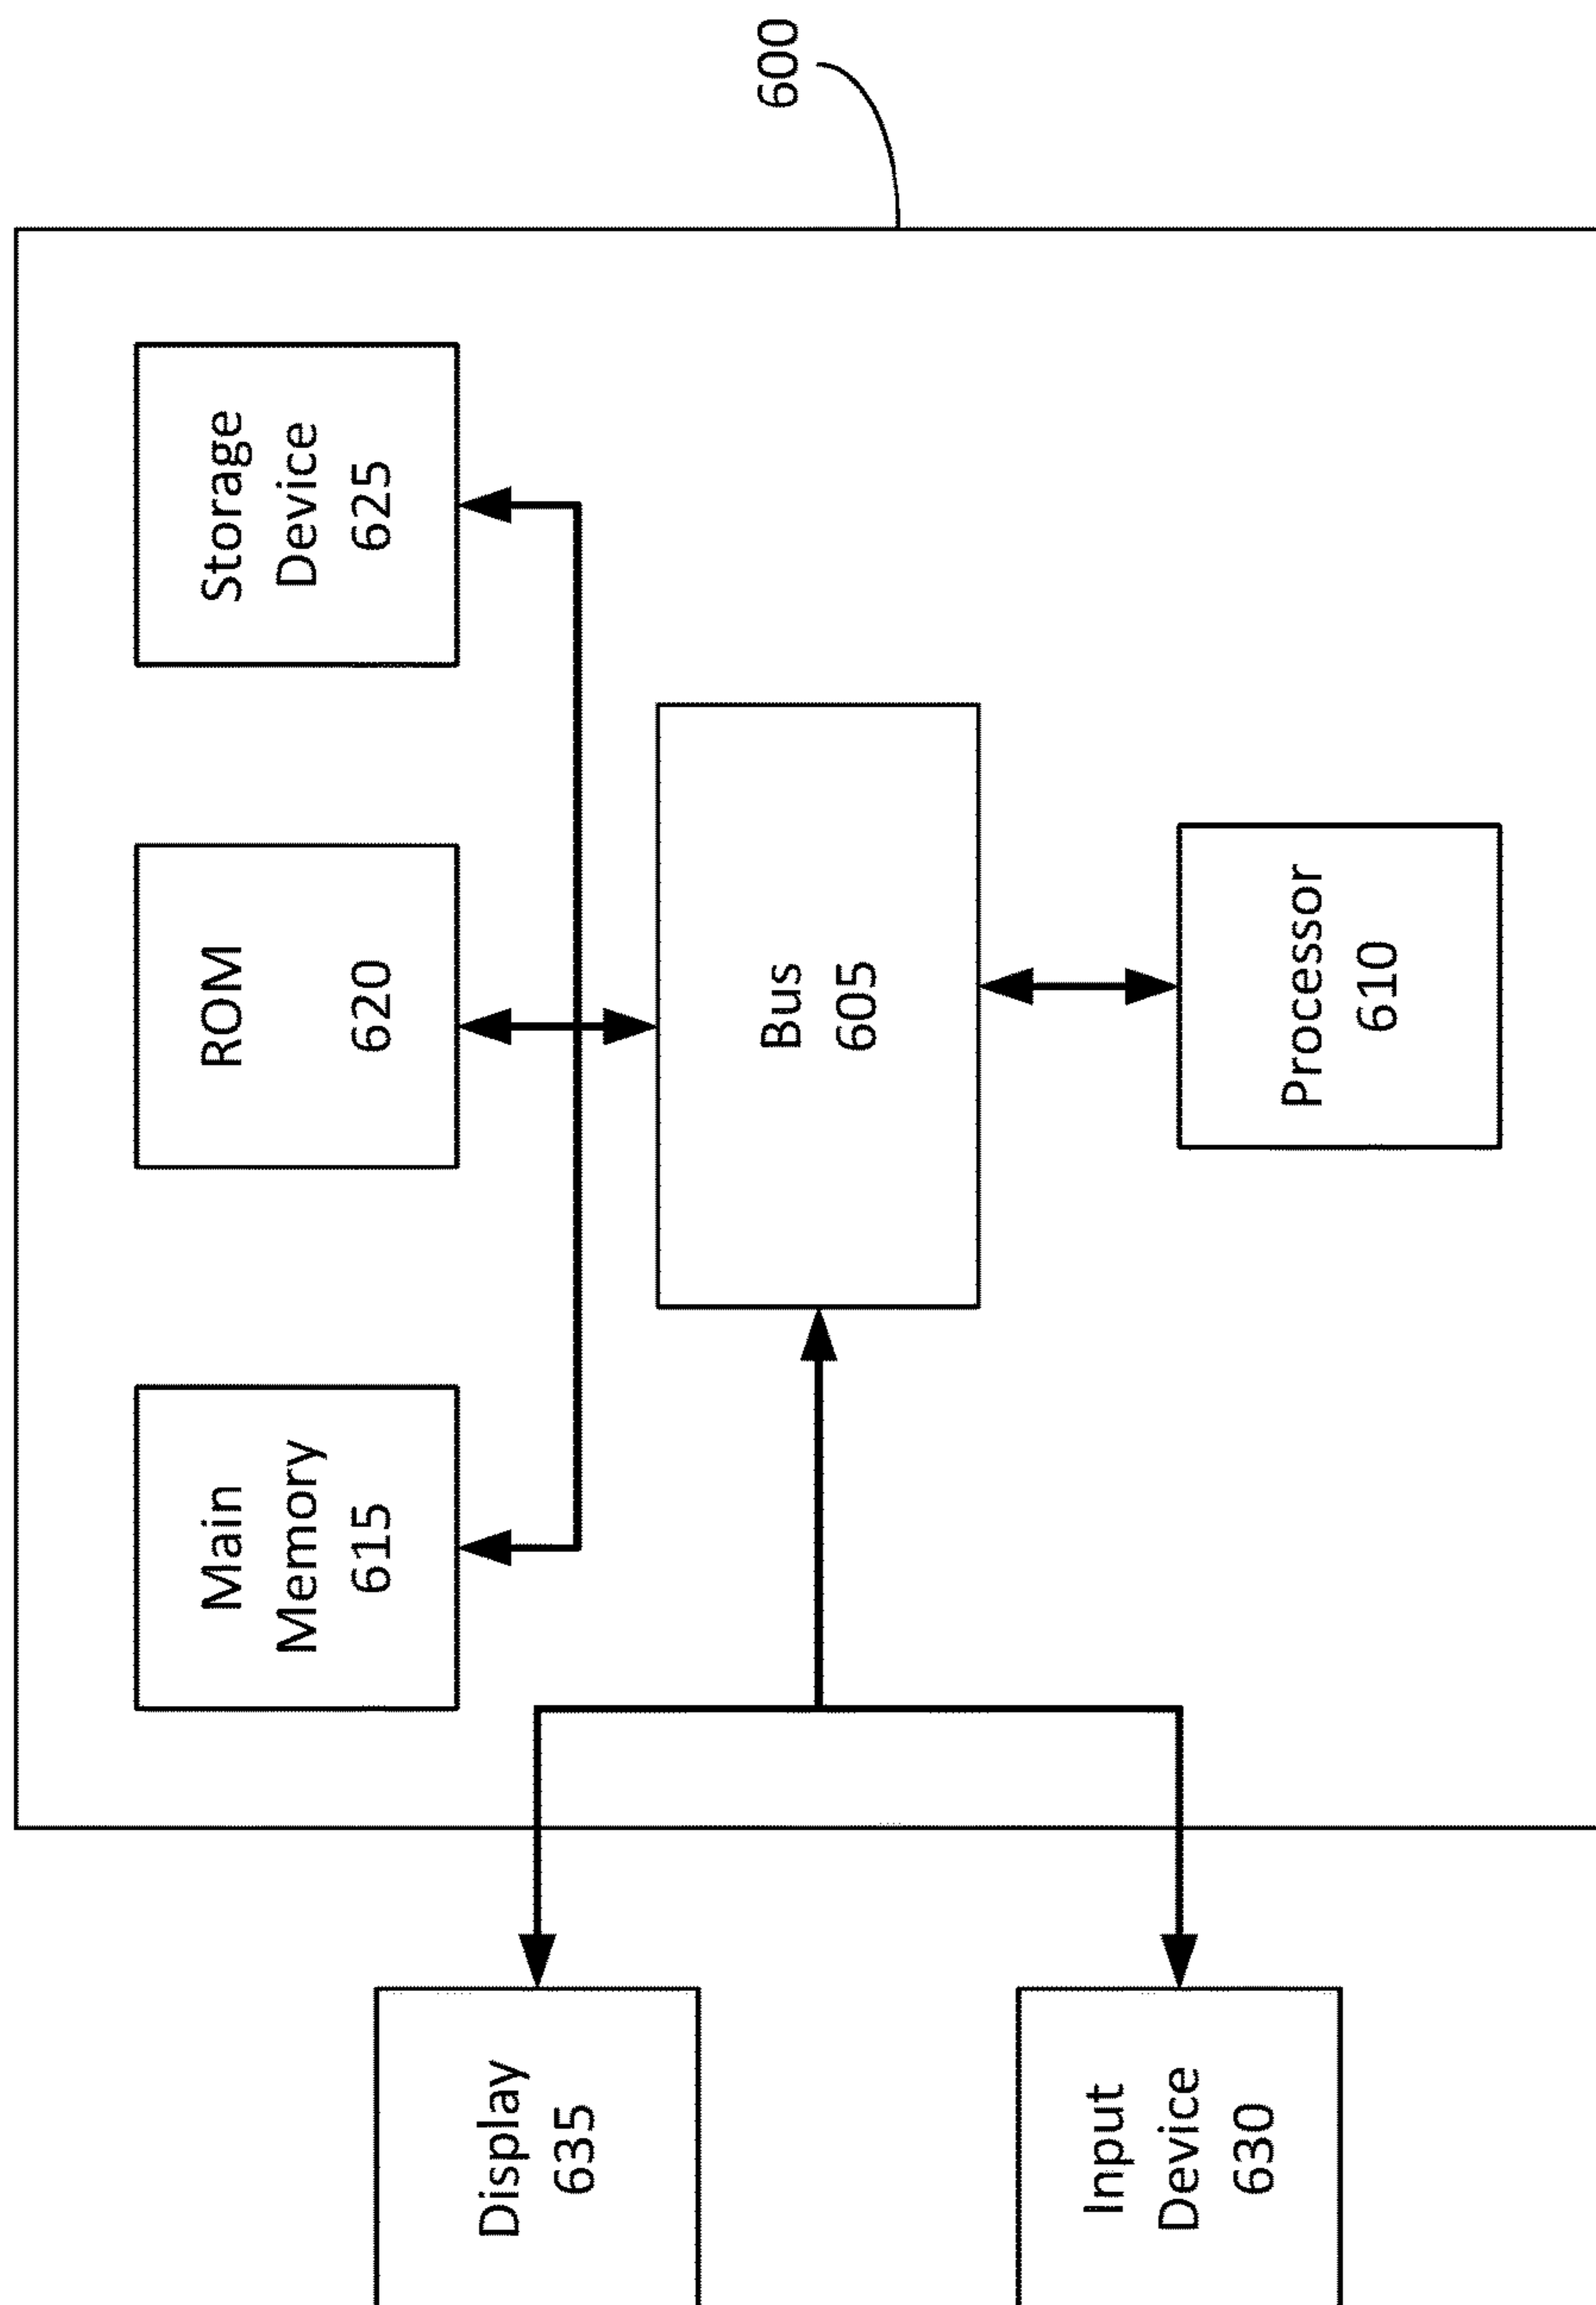 600
Main
Memory
615
ROM
620
Storage
Device
625
Display
635
Bus
605
Input
Device
630
Processor
610